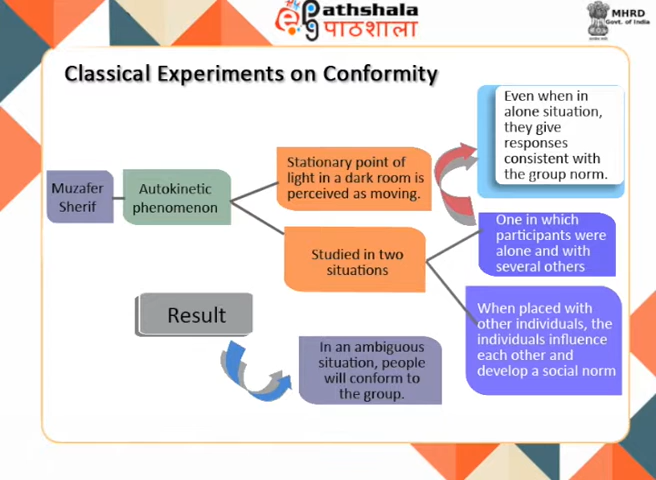 ePathshala
पाठशाला
MHRD
Govt. of India
Classical Experiments on Conformity
Muzafer
Sherif
Autokinetic
phenomenon
Stationary point of
light in a dark room is
perceived as moving.
Even when in
alone situation,
they give
responses
consistent with
the group norm.
Studied in two
situations
One in which
participants were
alone and with
several others
When placed with
other individuals, the
individuals influence
each other and
develop a social norm
Result
In an ambiguous
situation, people
will conform to
the group.